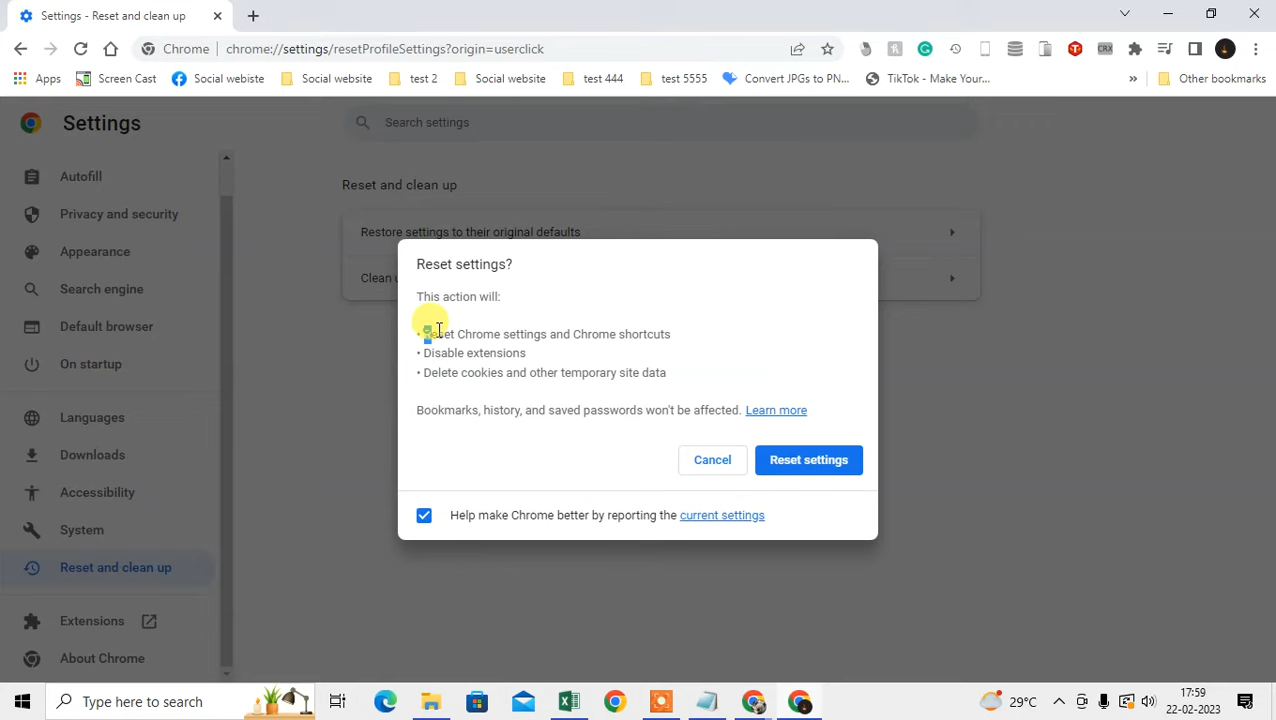 Settings - Reset and clean up
Chrome
chrome://settings/resetProfileSettings?origin=userclick
CRX
Apps
Screen Cast
Social webiste
Social website
test 2
Social website
test 444
test 5555
Convert JPGs to PN...
TikTok - Make Your...
»
Other bookmarks
Settings
Search settings
Autofill
Privacy and security
Appearance
Search engine
Default browser
On startup
Languages
Downloads
Accessibility
System
Reset and clean up
Extensions
About Chrome
Reset and clean up
Restore settings to their original defaults
Clean u
Reset settings?
This action will:
• Reset Chrome settings and Chrome shortcuts
• Disable extensions
• Delete cookies and other temporary site data
Bookmarks, history, and saved passwords won't be affected. Learn more
Cancel
Reset settings
Help make Chrome better by reporting the current settings
Type here to search
29°C
17:59
22-02-2023